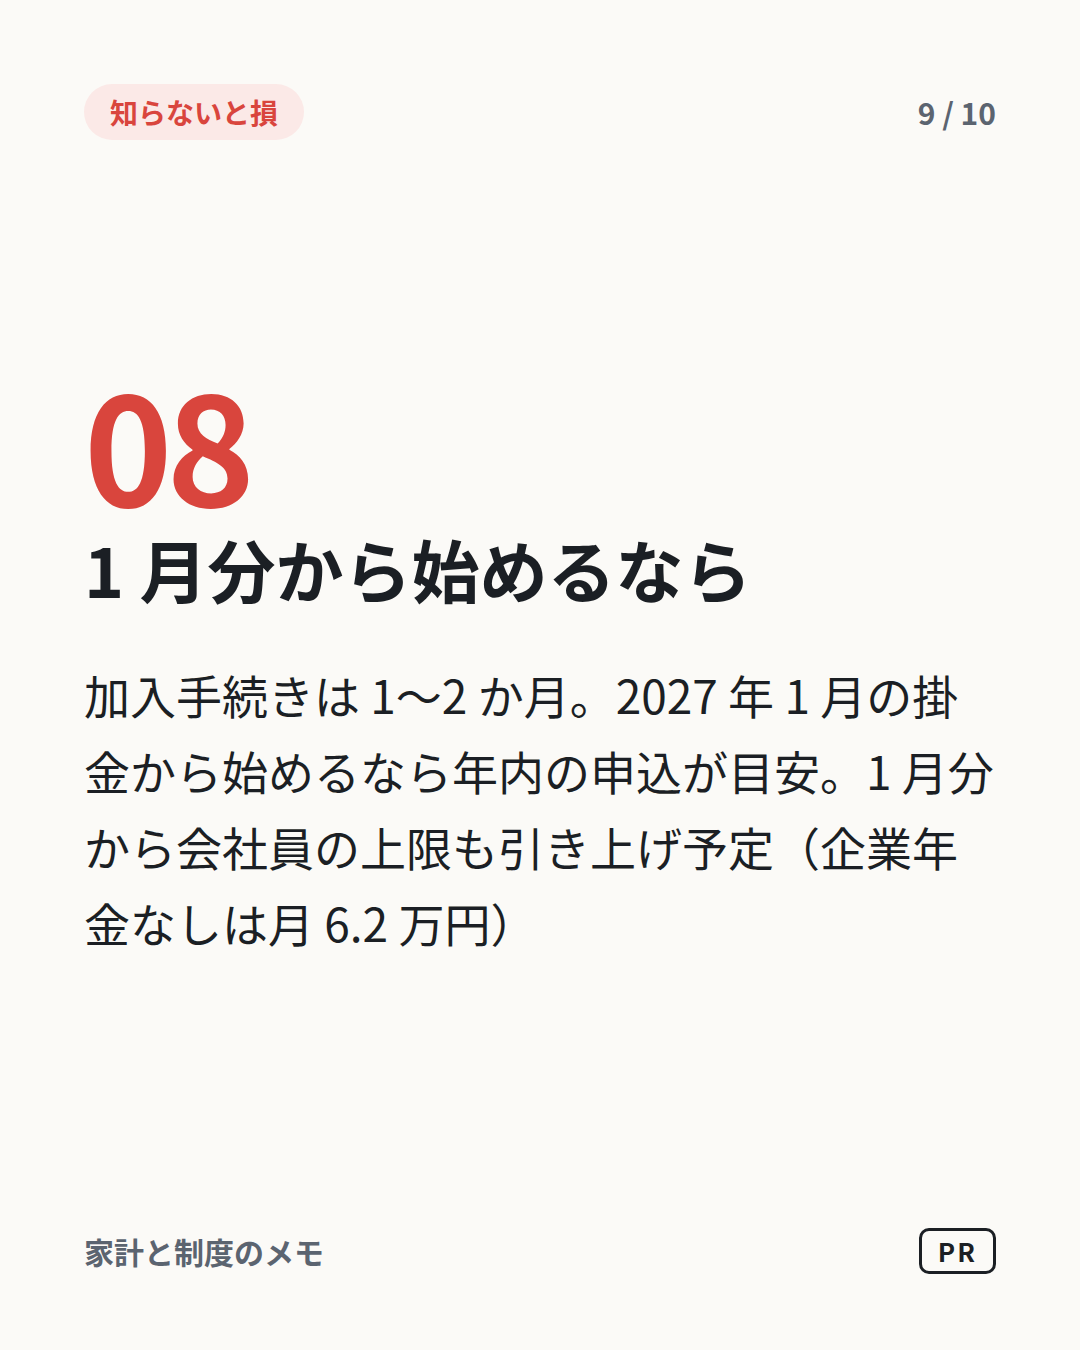 知らないと損
9 / 10
08
1 月分から始めるなら
加入手続きは 1〜2 か月。2027 年 1 月の掛
金から始めるなら年内の申込が目安。1 月分
から会社員の上限も引き上げ予定（企業年
金なしは月 6.2 万円）
家計と制度のメモ
PR